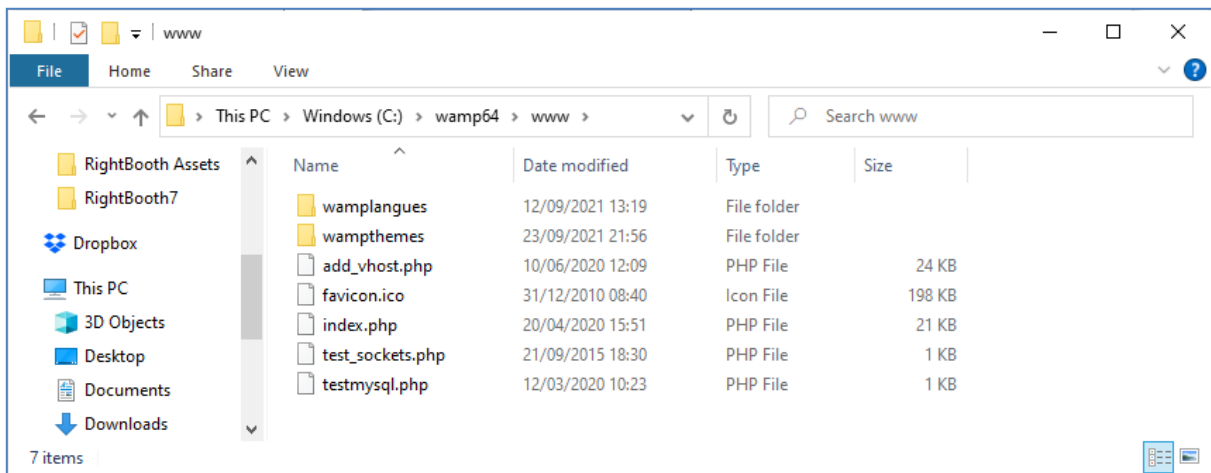 www
File Home Share View ?
This PC > Windows (C:) > wamp64 > www > Search www
RightBooth Assets
RightBooth7
Dropbox
This PC
3D Objects
Desktop
Documents
Downloads
Name Date modified Type Size
wamplangues 12/09/2021 13:19 File folder
wampthemes 23/09/2021 21:56 File folder
add_vhost.php 10/06/2020 12:09 PHP File 24 KB
favicon.ico 31/12/2010 08:40 Icon File 198 KB
index.php 20/04/2020 15:51 PHP File 21 KB
test_sockets.php 21/09/2015 18:30 PHP File 1 KB
testmysql.php 12/03/2020 10:23 PHP File 1 KB
7 items